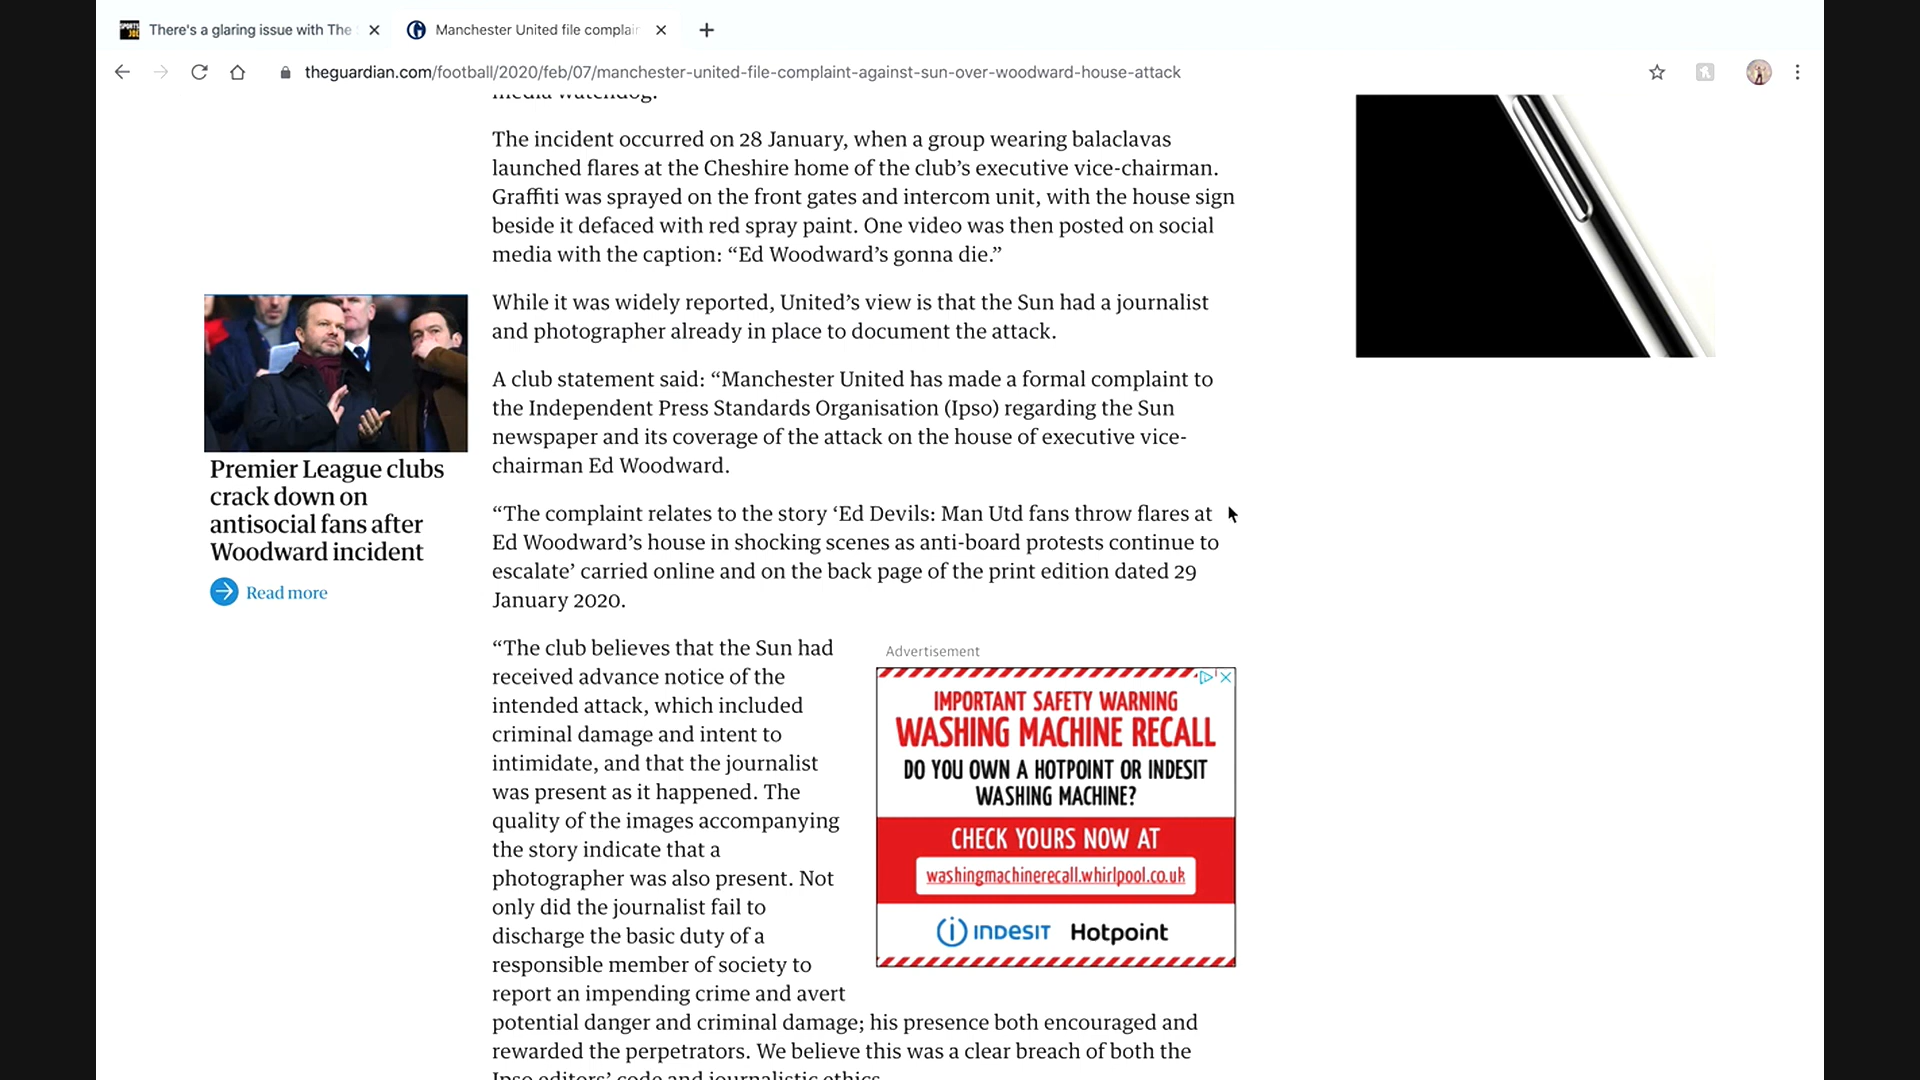 There's a glaring issue with The
Manchester United file complain
theguardian.com/football/2020/feb/07/manchester-united-file-complaint-against-sun-over-woodward-house-attack
media watchdog.
The incident occurred on 28 January, when a group wearing balaclavas
launched flares at the Cheshire home of the club’s executive vice-chairman.
Graffiti was sprayed on the front gates and intercom unit, with the house sign
beside it defaced with red spray paint. One video was then posted on social
media with the caption: “Ed Woodward’s gonna die.”
While it was widely reported, United’s view is that the Sun had a journalist
and photographer already in place to document the attack.
A club statement said: “Manchester United has made a formal complaint to
the Independent Press Standards Organisation (Ipso) regarding the Sun
newspaper and its coverage of the attack on the house of executive vice-
chairman Ed Woodward.
“The complaint relates to the story ‘Ed Devils: Man Utd fans throw flares at
Ed Woodward’s house in shocking scenes as anti-board protests continue to
escalate’ carried online and on the back page of the print edition dated 29
January 2020.
“The club believes that the Sun had
received advance notice of the
intended attack, which included
criminal damage and intent to
intimidate, and that the journalist
was present as it happened. The
quality of the images accompanying
the story indicate that a
photographer was also present. Not
only did the journalist fail to
discharge the basic duty of a
responsible member of society to
report an impending crime and avert
potential danger and criminal damage; his presence both encouraged and
rewarded the perpetrators. We believe this was a clear breach of both the
Ipso editors’ code and journalistic ethics.
Premier League clubs
crack down on
antisocial fans after
Woodward incident
Read more
Advertisement
IMPORTANT SAFETY WARNING
WASHING MACHINE RECALL
DO YOU OWN A HOTPOINT OR INDESIT
WASHING MACHINE?
CHECK YOURS NOW AT
washingmachinerecall.whirlpool.co.uk
INDESIT Hotpoint